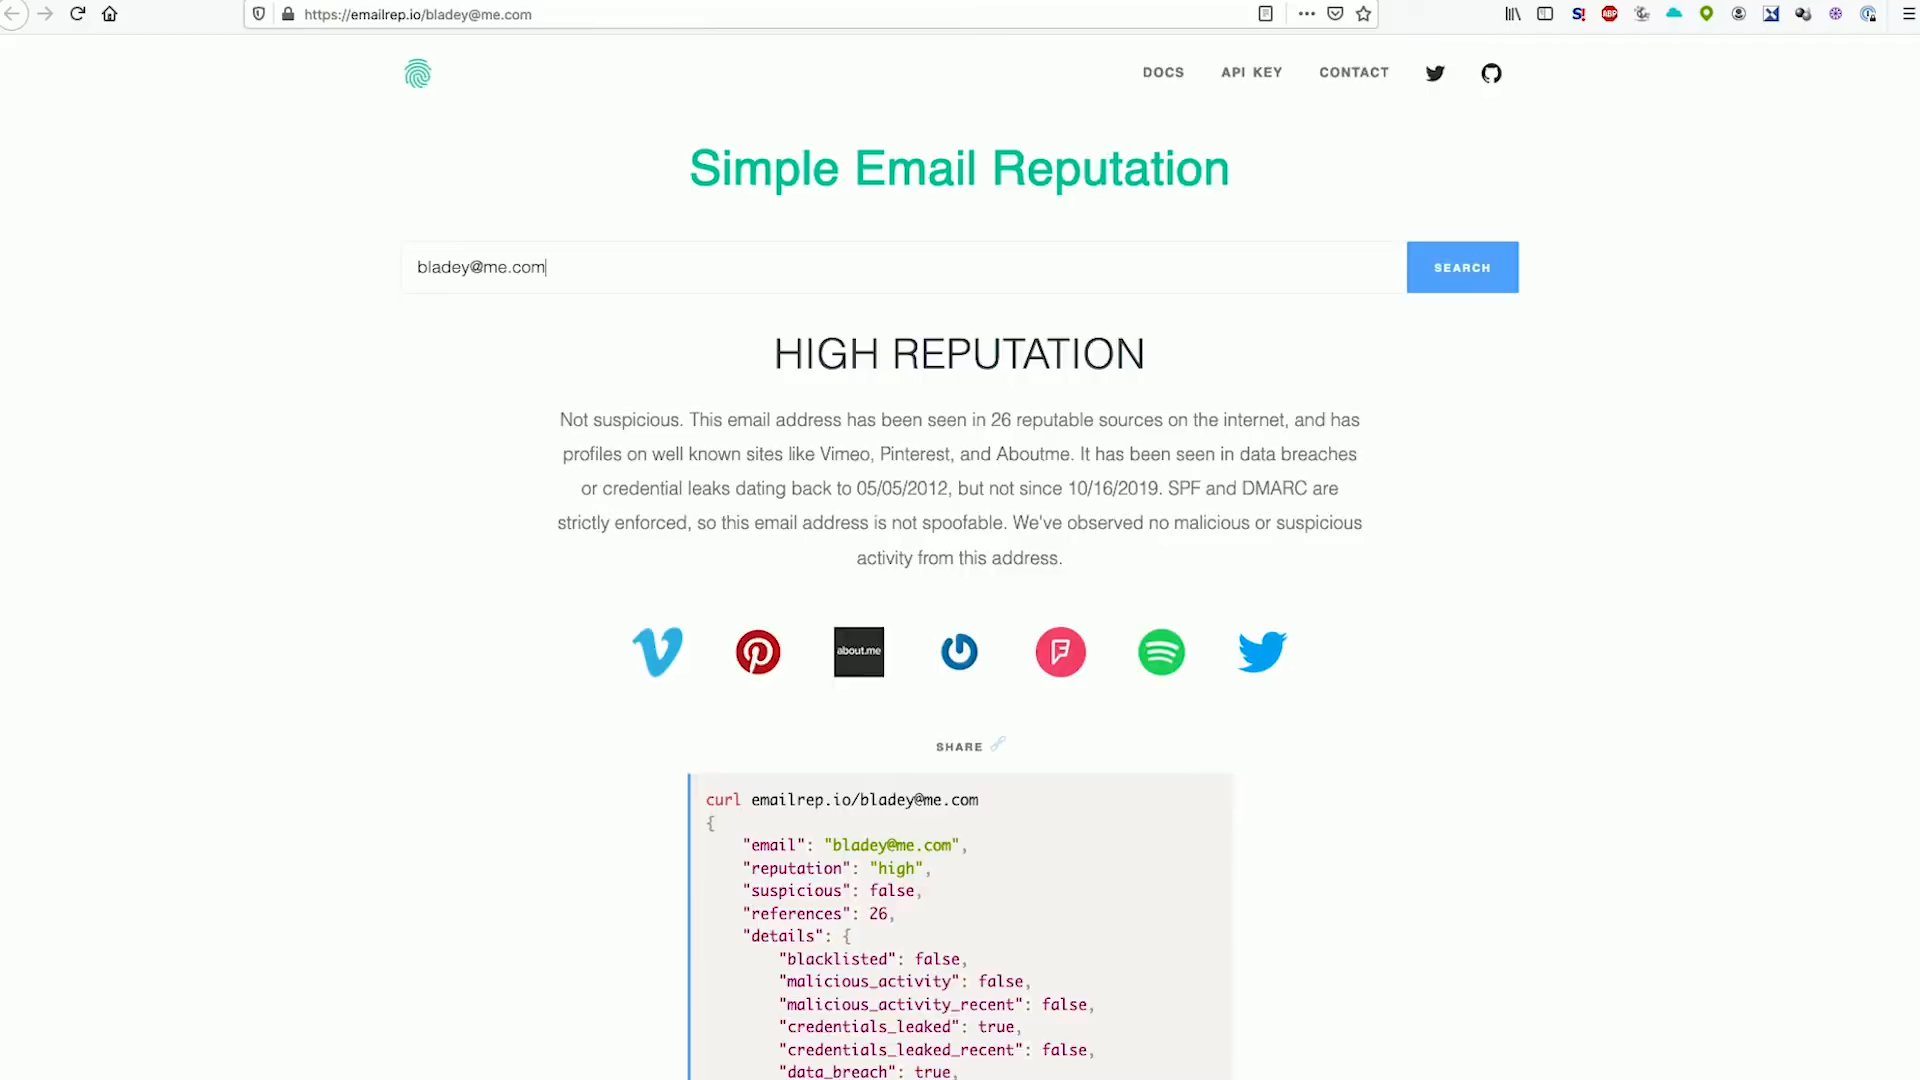 https://emailrep.io/bladey@me.com
DOCS API KEY CONTACT
Simple Email Reputation
bladey@me.com
SEARCH
HIGH REPUTATION
Not suspicious. This email address has been seen in 26 reputable sources on the internet, and has
profiles on well known sites like Vimeo, Pinterest, and Aboutme. It has been seen in data breaches
or credential leaks dating back to 05/05/2012, but not since 10/16/2019. SPF and DMARC are
strictly enforced, so this email address is not spoofable. We've observed no malicious or suspicious
activity from this address.
about.me
SHARE
curl emailrep.io/bladey@me.com
{
"email": "bladey@me.com",
"reputation": "high",
"suspicious": false,
"references": 26,
"details": {
"blacklisted": false,
"malicious_activity": false,
"malicious_activity_recent": false,
"credentials_leaked": true,
"credentials_leaked_recent": false,
"data_breach": true,